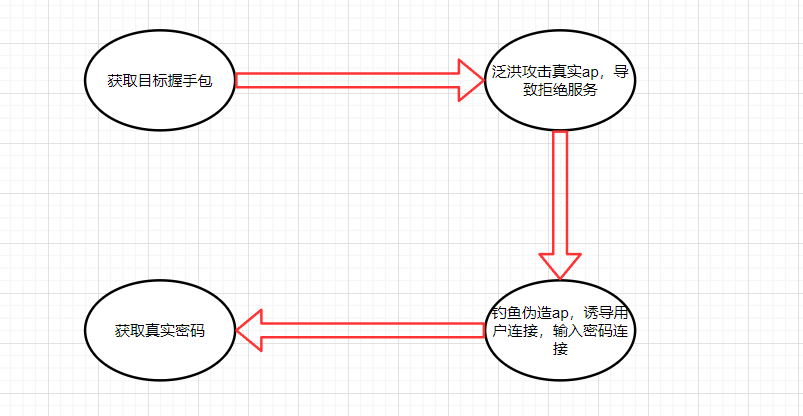 获取目标握手包
泛洪攻击真实ap，导
致拒绝服务
钓鱼伪造ap，诱导用
户连接，输入密码连
接
获取真实密码